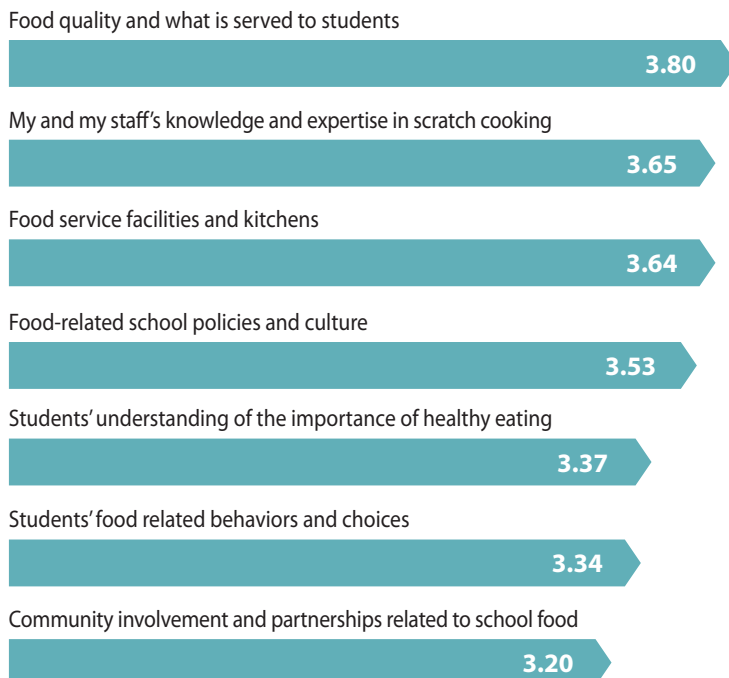 Food quality and what is served to students
3.80
My and my staff’s knowledge and expertise in scratch cooking
3.65
Food service facilities and kitchens
3.64
Food-related school policies and culture
3.53
Students’ understanding of the importance of healthy eating
3.37
Students’ food related behaviors and choices
3.34
Community involvement and partnerships related to school food
3.20